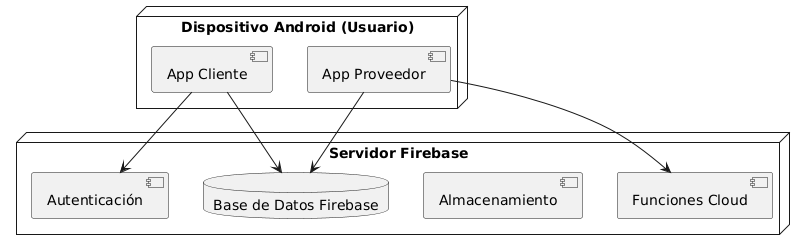 Dispositivo Android (Usuario)
App Cliente
App Proveedor
Servidor Firebase
Autenticación
Base de Datos Firebase
Almacenamiento
Funciones Cloud